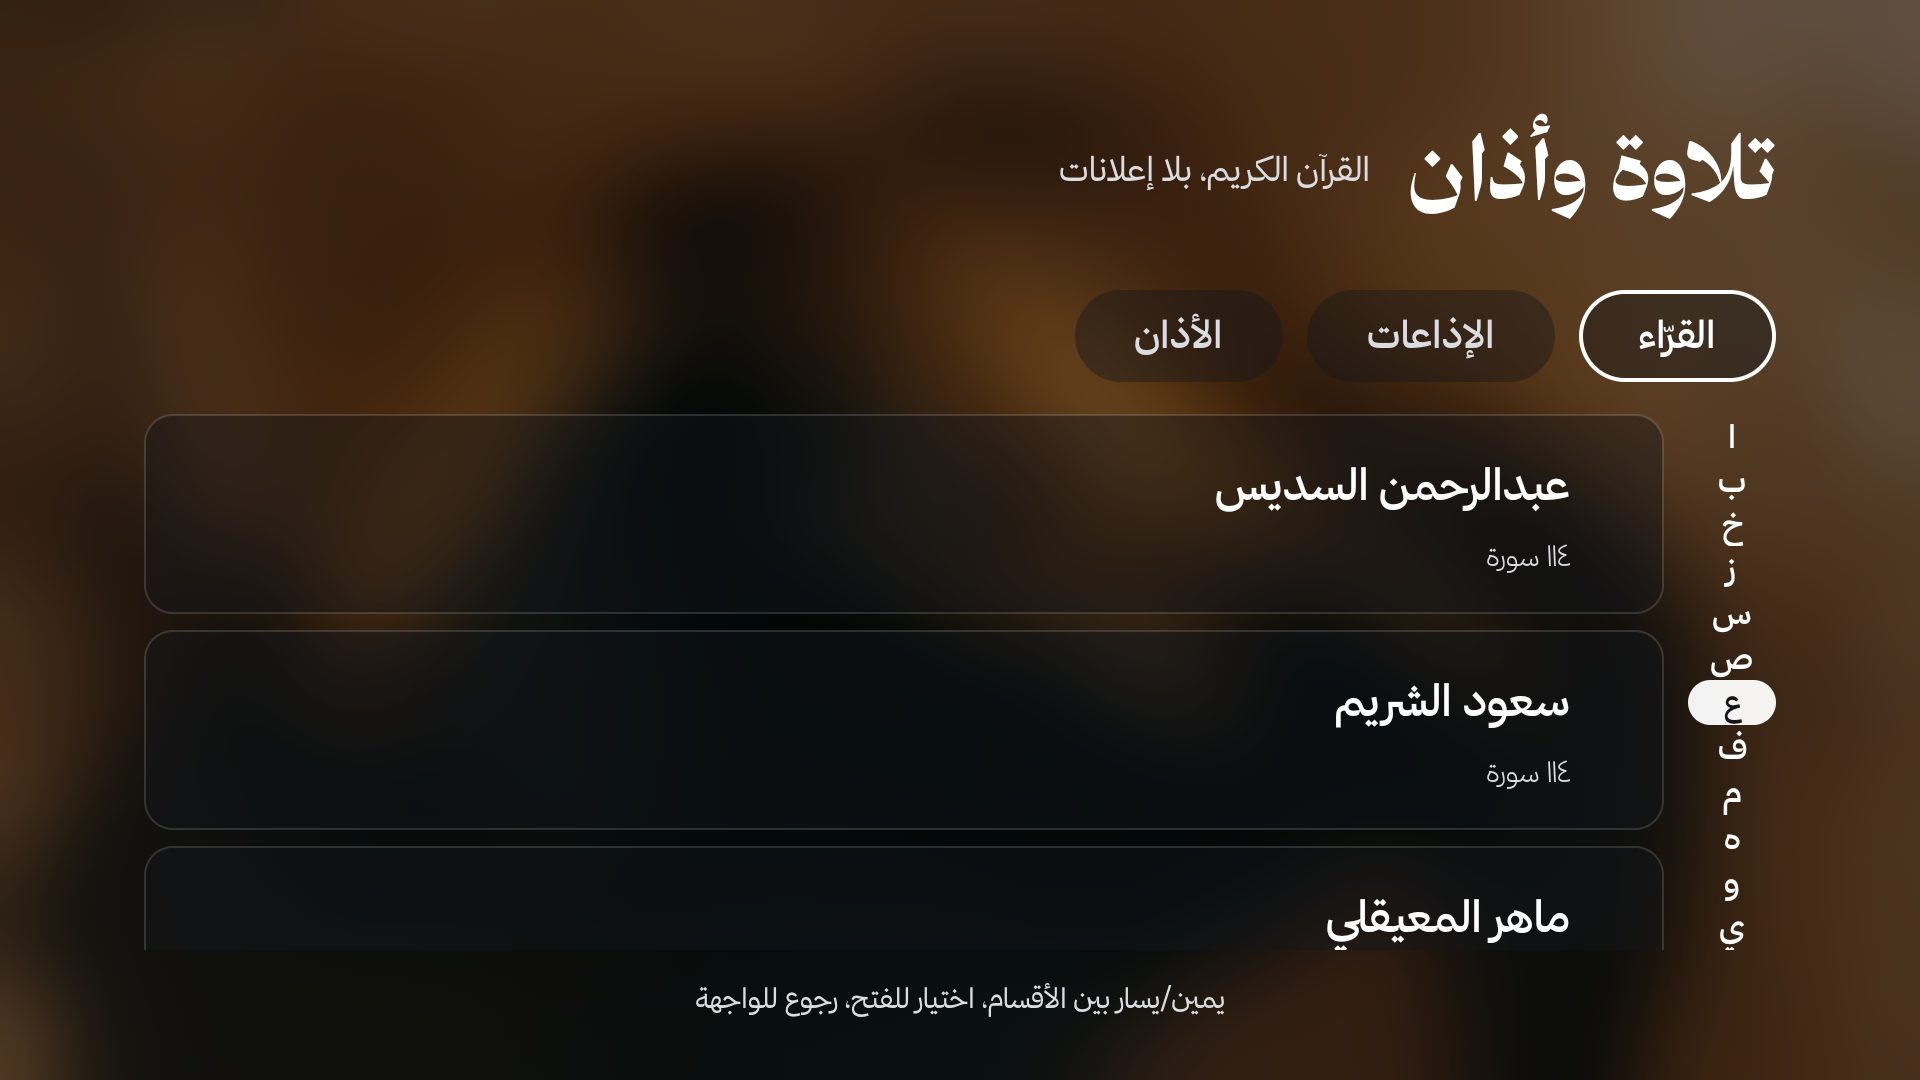 تلاوة وأذان
القرآن الكريم، بلا إعلانات
القرّاء
الإذاعات
الأذان
ا
ب
خ
ز
س
ص
ع
ف
م
ه
و
ي
عبدالرحمن السديس
١١٤ سورة
سعود الشريم
١١٤ سورة
ماهر المعيقلي
يمين/يسار بين الأقسام، اختيار للفتح، رجوع للواجهة